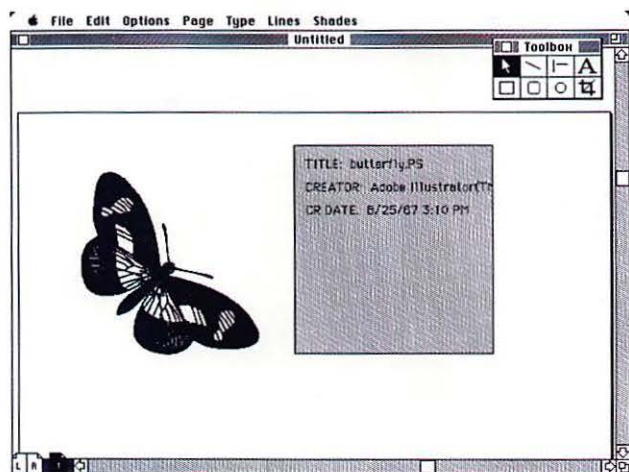 File Edit Options Page Type Lines Shades
Untitled
Toolbox
A
TITLE: butterfly.PS
CREATOR: Adobe Illustrator(T
CR DATE: 8/25/87 3:10 PM
L R 1